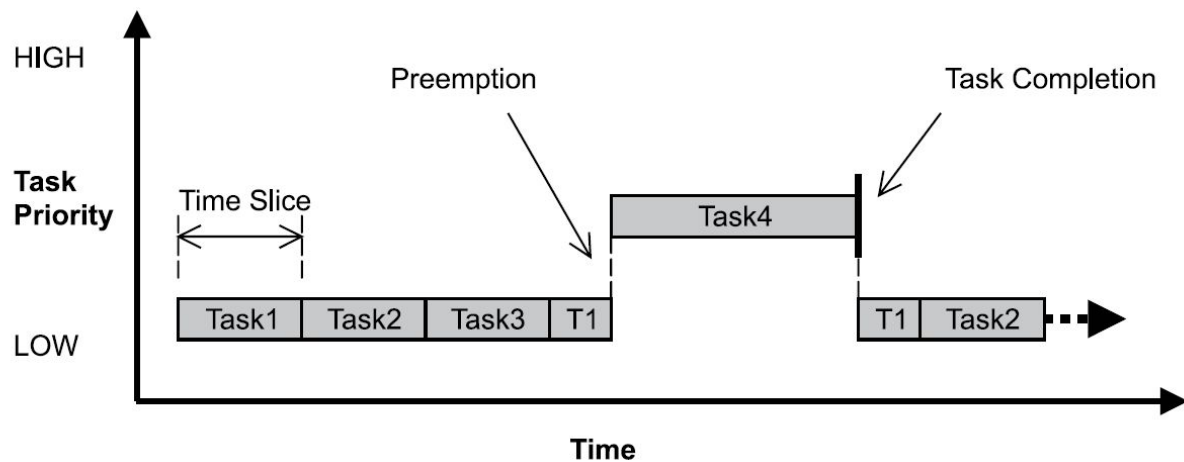 HIGH
Preemption
Task Completion
Task
Priority
Time Slice
Task4
Task1
Task2
Task3
T1
T1
Task2
LOW
Time